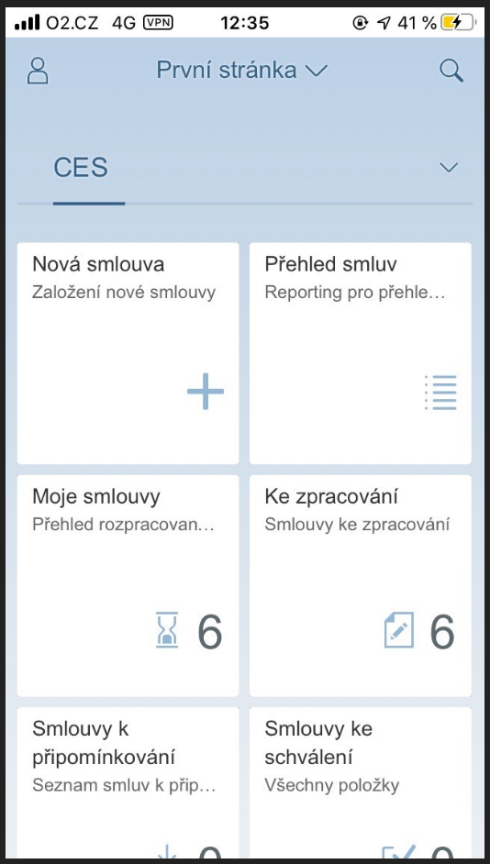 O2.CZ 4G VPN 12:35 41 %
První stránka
CES
Nová smlouva
Založení nové smlouvy
Přehled smluv
Reporting pro přehle...
Moje smlouvy
Přehled rozpracovan...
6
Ke zpracování
Smlouvy ke zpracování
6
Smlouvy k
připomínkování
Seznam smluv k přip...
Smlouvy ke
schválení
Všechny položky